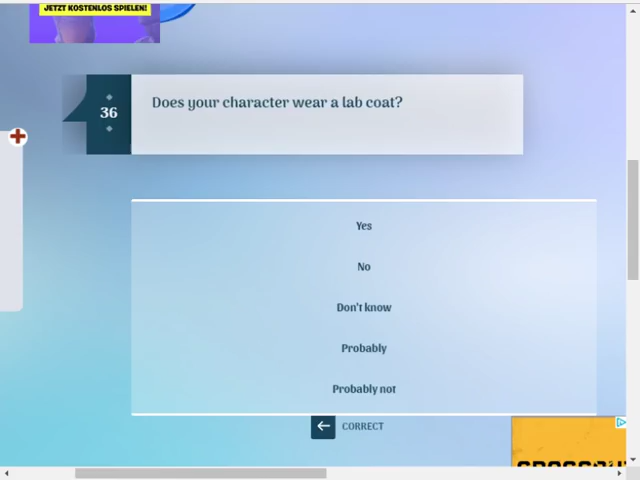 JETZT KOSTENLOS SPIELEN!
36
Does your character wear a lab coat?
Yes
No
Don't know
Probably
Probably not
CORRECT